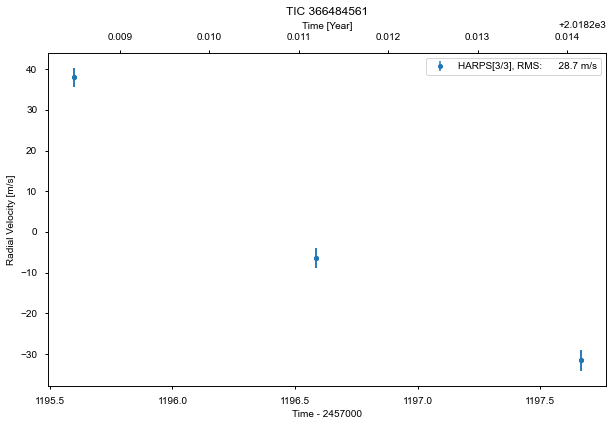 TIC 366484561
Time [Year]
+2.0182e3
0.009 0.010 0.011 0.012 0.013 0.014
HARPS[3/3], RMS: 28.7 m/s
40
30
20
10
0
−10
−20
−30
Radial Velocity [m/s]
1195.5 1196.0 1196.5 1197.0 1197.5
Time - 2457000